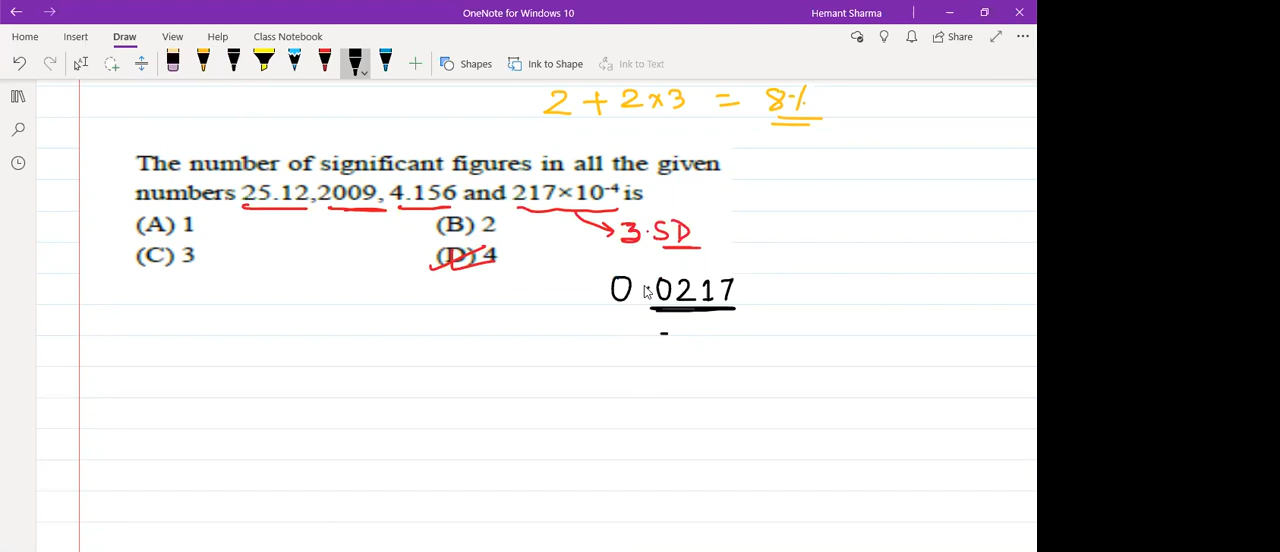 OneNote for Windows 10
Hemant Sharma
Home Insert Draw View Help Class Notebook
Share
Shapes Ink to Shape Ink to Text
2 + 2 x 3 = 8%
The number of significant figures in all the given
numbers 25.12,2009, 4.156 and 217×10⁻⁴ is
(A) 1 (B) 2
3·SD
(C) 3 (D) 4
0.0217